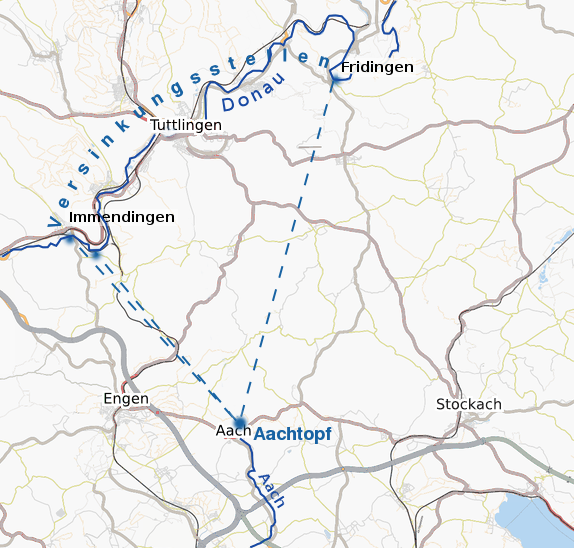 Versinkungsstellen
Fridingen
Donau
Tuttlingen
Immendingen
Engen
Stockach
Aach
Aachtopf
Aach